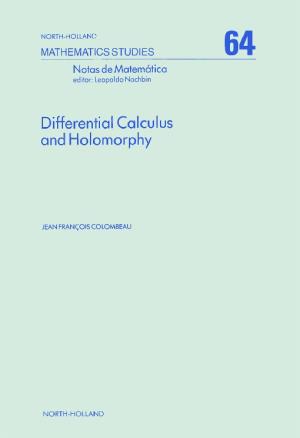 NORTH-HOLLAND
MATHEMATICS STUDIES
64
Notas de Matemática
editor: Leopoldo Nachbin
Differential Calculus
and Holomorphy
JEAN FRANÇOIS COLOMBEAU
NORTH-HOLLAND